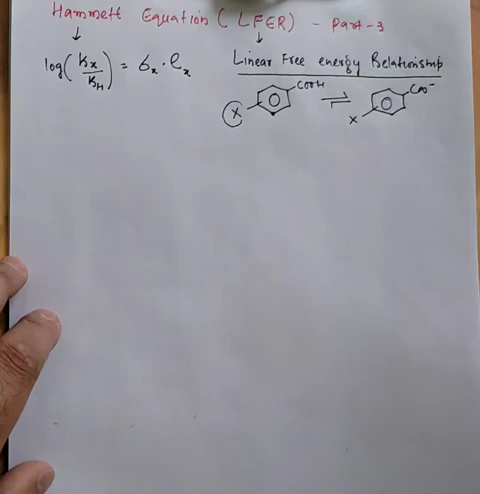 Hammett Equation (LFER) - Part-3
log(Kx/KH) = σx · ρx
Linear Free energy Relationship
X COOH ⇌ X COO⁻